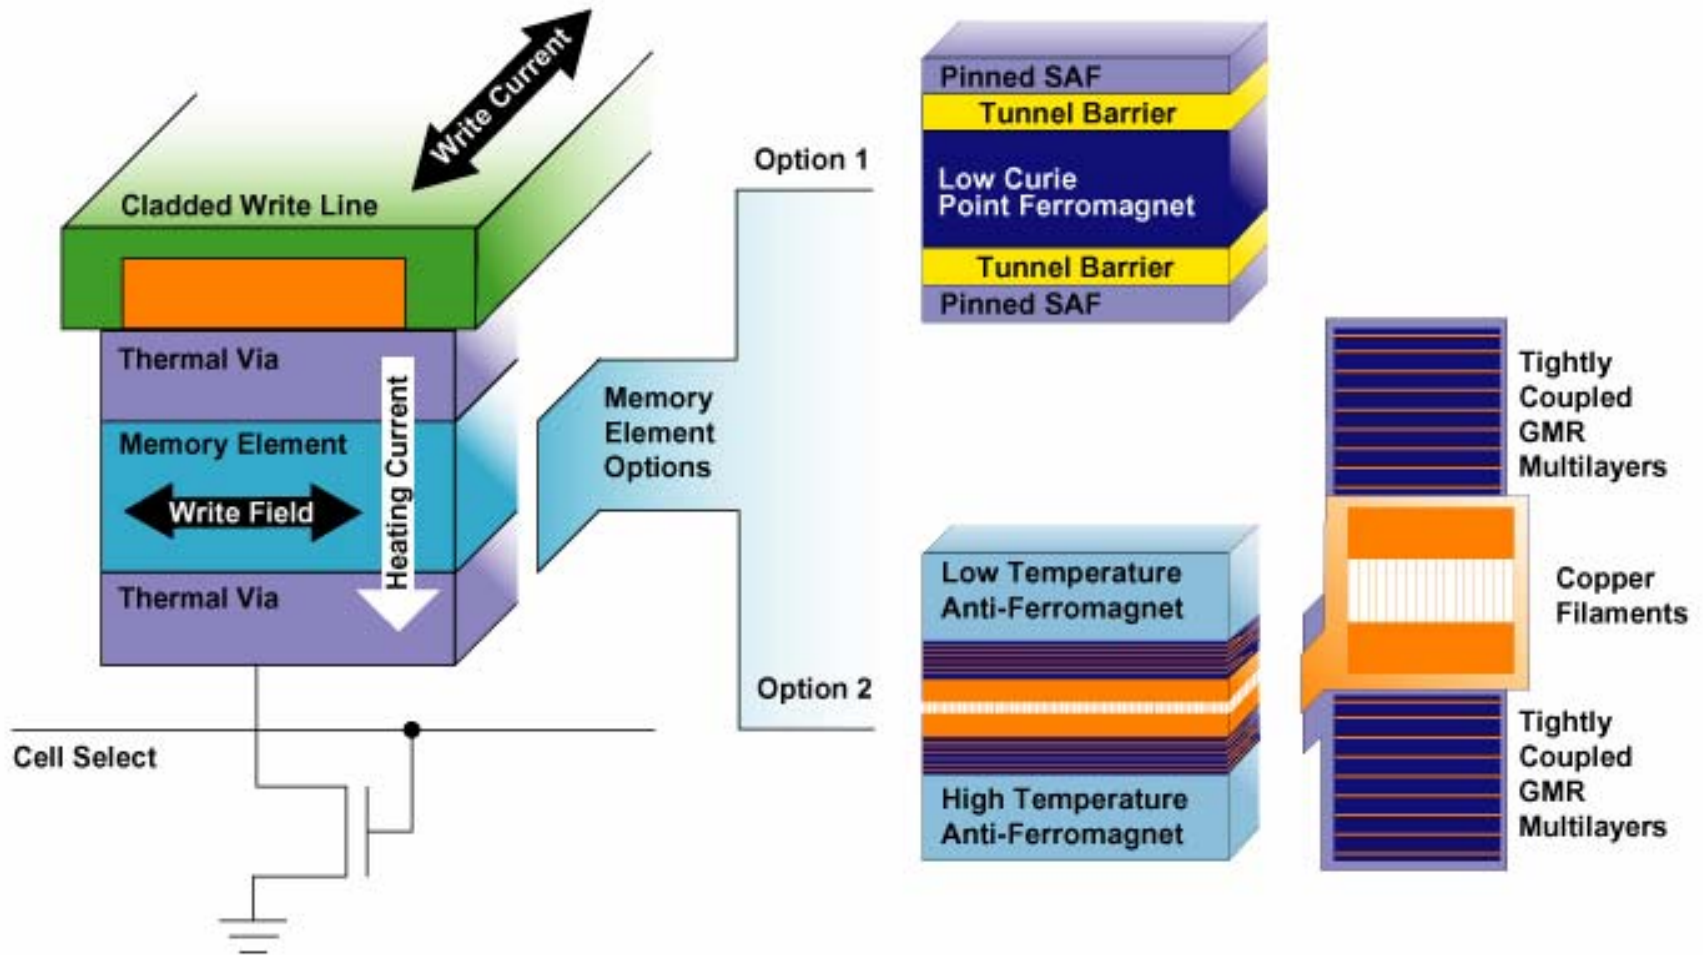 Write Current
Cladded Write Line
Thermal Via
Memory Element
Write Field
Heating Current
Thermal Via
Cell Select
Option 1
Memory
Element
Options
Option 2
Pinned SAF
Tunnel Barrier
Low Curie
Point Ferromagnet
Tunnel Barrier
Pinned SAF
Low Temperature
Anti-Ferromagnet
High Temperature
Anti-Ferromagnet
Tightly
Coupled
GMR
Multilayers
Copper
Filaments
Tightly
Coupled
GMR
Multilayers